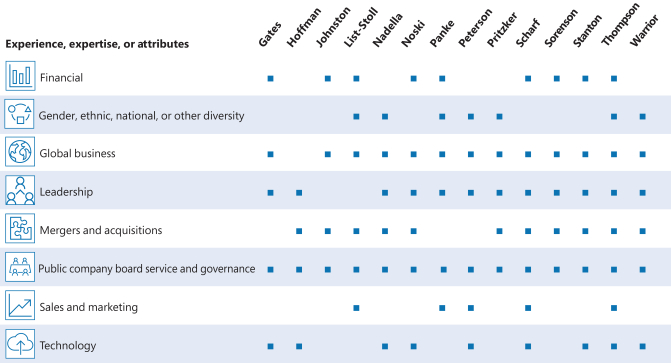 Experience, expertise, or attributes
Gates
Hoffman
Johnston
List-Stoll
Nadella
Noski
Panke
Peterson
Pritzker
Scharf
Sorenson
Stanton
Thompson
Warrior
Financial
Gender, ethnic, national, or other diversity
Global business
Leadership
Mergers and acquisitions
Public company board service and governance
Sales and marketing
Technology